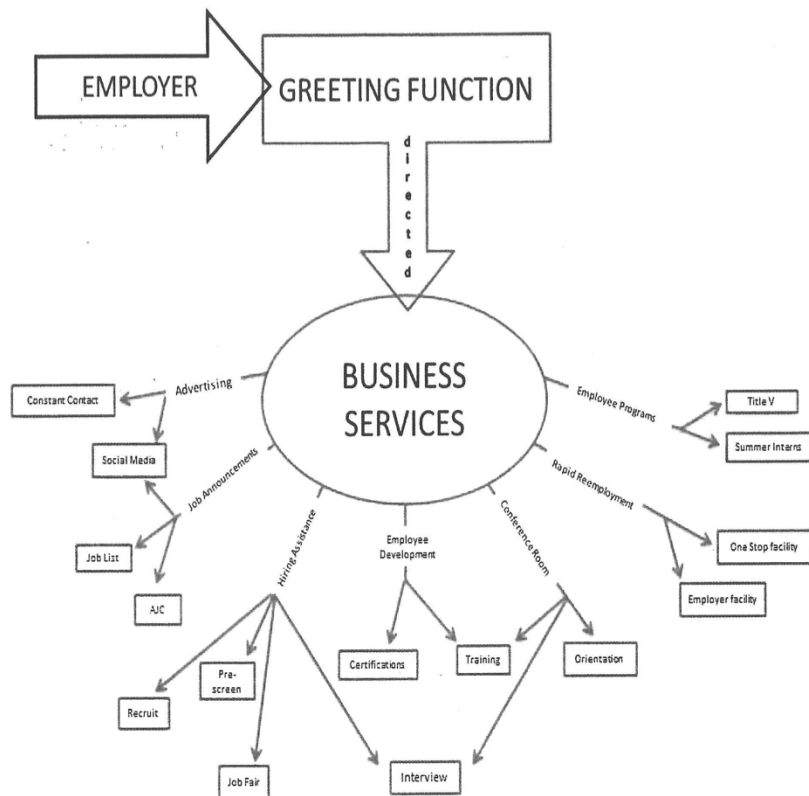 EMPLOYER
GREETING FUNCTION
directed
BUSINESS
SERVICES
Advertising
Constant Contact
Social Media
Job Announcements
Job List
AJC
Hiring Assistance
Recruit
Pre-
screen
Job Fair
Interview
Employee
Development
Certifications
Training
Conference Room
Orientation
Rapid Reemployment
One Stop facility
Employer facility
Employee Programs
Title V
Summer Interns